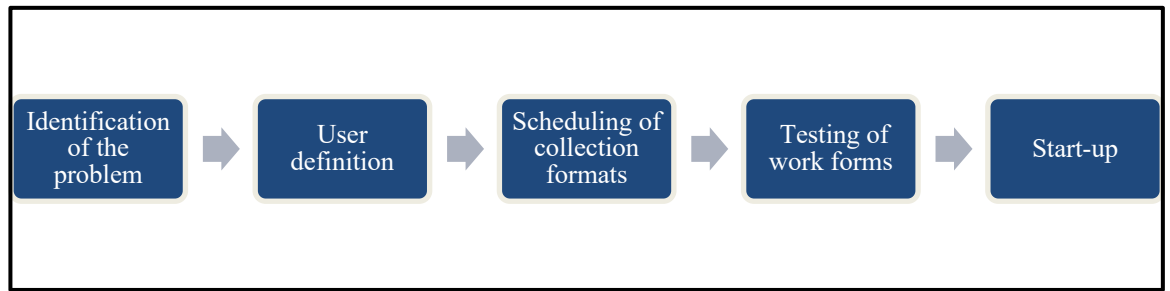 Identification
of the
problem
User
definition
Scheduling of
collection
formats
Testing of
work forms
Start-up